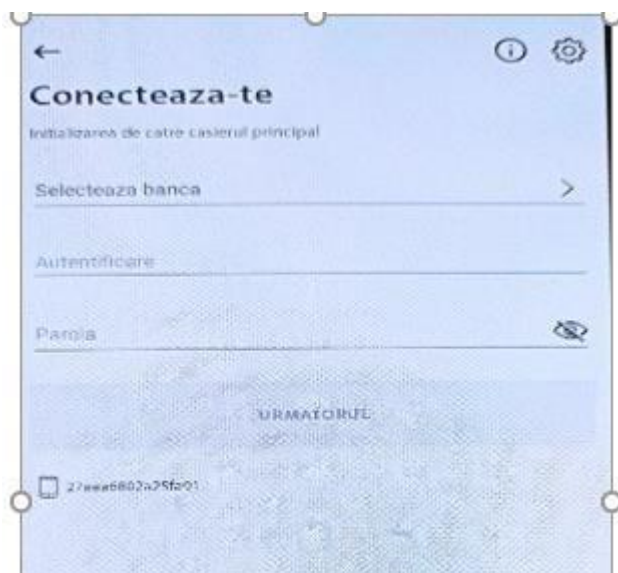 Conecteaza-te
Initializarea de catre casierul principal
Selecteaza banca
Autentificare
Parola
URMATORUL